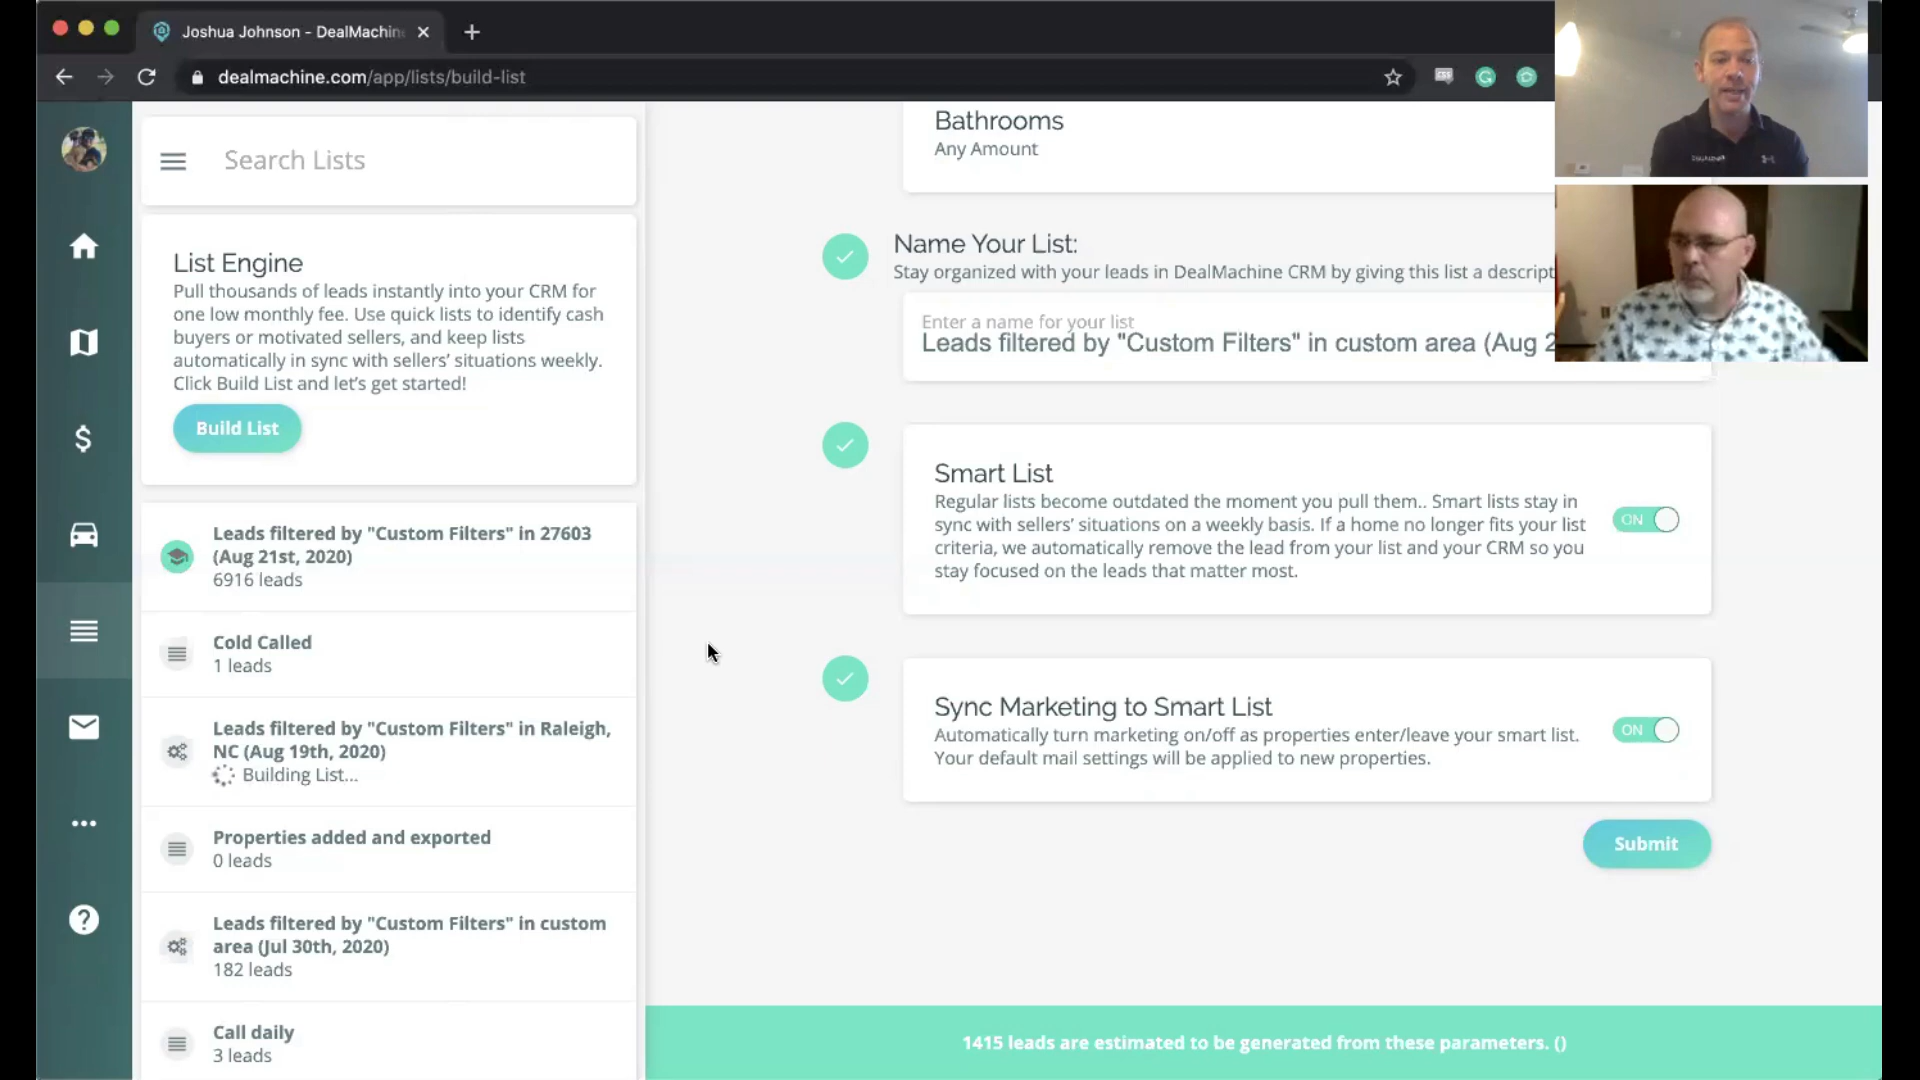 Joshua Johnson - DealMachin
dealmachine.com/app/lists/build-list
Search Lists
List Engine
Pull thousands of leads instantly into your CRM for
one low monthly fee. Use quick lists to identify cash
buyers or motivated sellers, and keep lists
automatically in sync with sellers' situations weekly.
Click Build List and let's get started!
Build List
Leads filtered by "Custom Filters" in 27603
(Aug 21st, 2020)
6916 leads
Cold Called
1 leads
Leads filtered by "Custom Filters" in Raleigh,
NC (Aug 19th, 2020)
Building List...
Properties added and exported
0 leads
Leads filtered by "Custom Filters" in custom
area (Jul 30th, 2020)
182 leads
Call daily
3 leads
Bathrooms
Any Amount
Name Your List:
Stay organized with your leads in DealMachine CRM by giving this list a descript
Enter a name for your list
Leads filtered by "Custom Filters" in custom area (Aug 2
Smart List
Regular lists become outdated the moment you pull them.. Smart lists stay in
sync with sellers' situations on a weekly basis. If a home no longer fits your list
criteria, we automatically remove the lead from your list and your CRM so you
stay focused on the leads that matter most.
ON
Sync Marketing to Smart List
Automatically turn marketing on/off as properties enter/leave your smart list.
Your default mail settings will be applied to new properties.
ON
Submit
1415 leads are estimated to be generated from these parameters. ()